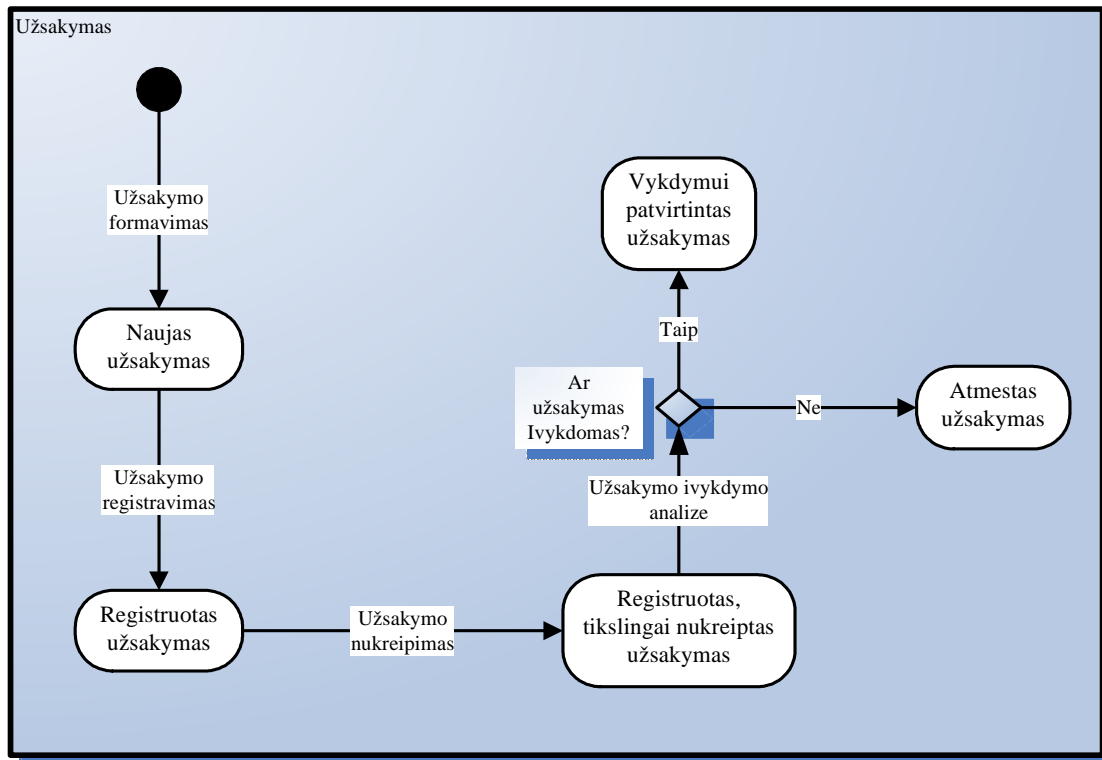 Užsakymas
Užsakymo
formavimas
Naujas
užsakymas
Užsakymo
registravimas
Registruotas
užsakymas
Užsakymo
nukreipimas
Registruotas,
tikslingai nukreiptas
užsakymas
Užsakymo ivykdymo
analize
Ar
užsakymas
Ivykdomas?
Taip
Vykdymui
patvirtintas
užsakymas
Ne
Atmestas
užsakymas